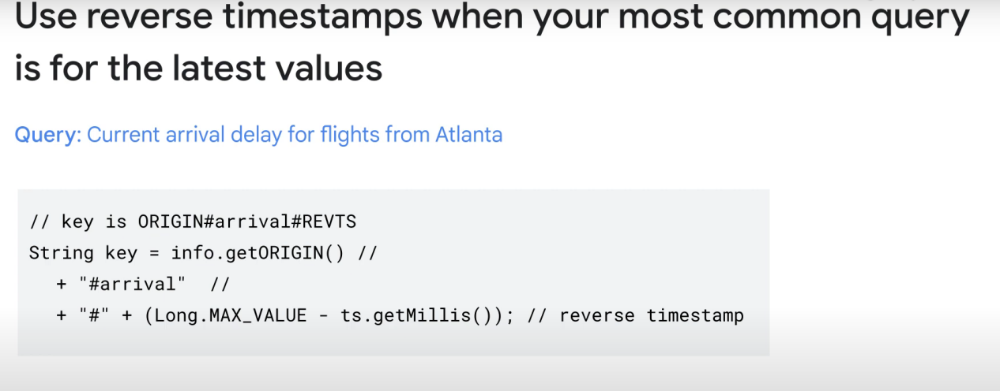 Use reverse timestamps when your most common query
is for the latest values
Query: Current arrival delay for flights from Atlanta
// key is ORIGIN#arrival#REVTS
String key = info.getORIGIN() //
+ "#arrival" //
+ "#" + (Long.MAX_VALUE - ts.getMillis()); // reverse timestamp